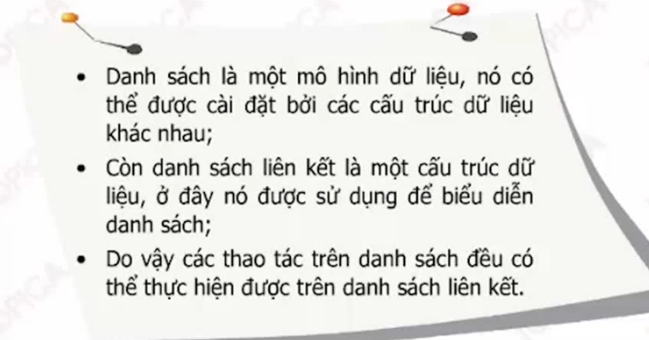 • Danh sách là một mô hình dữ liệu, nó có
thể được cài đặt bởi các cấu trúc dữ liệu
khác nhau;
• Còn danh sách liên kết là một cấu trúc dữ
liệu, ở đây nó được sử dụng để biểu diễn
danh sách;
• Do vậy các thao tác trên danh sách đều có
thể thực hiện được trên danh sách liên kết.